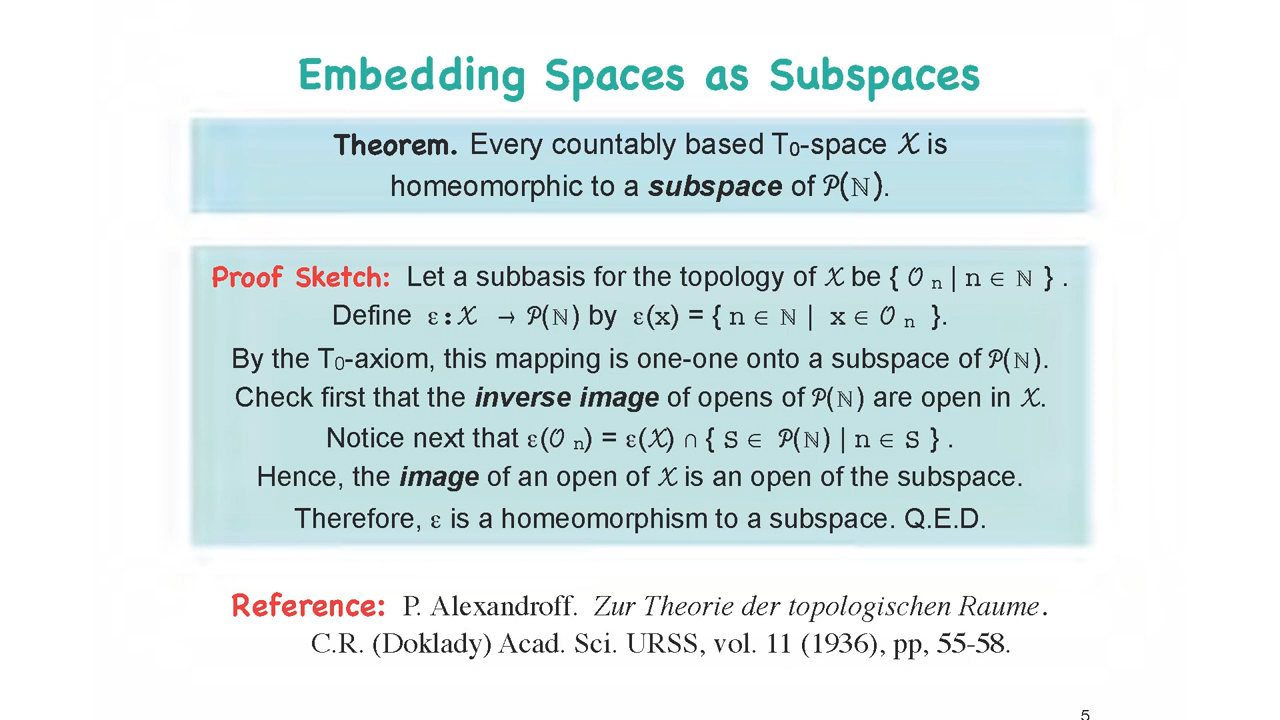 Embedding Spaces as Subspaces
Theorem. Every countably based T₀-space 𝒳 is
homeomorphic to a subspace of 𝒫(ℕ).
Proof Sketch: Let a subbasis for the topology of 𝒳 be { 𝒪 ₙ | n ∈ ℕ } .
Define ε : 𝒳 → 𝒫(ℕ) by ε(x) = { n ∈ ℕ | x ∈ 𝒪 ₙ }.
By the T₀-axiom, this mapping is one-one onto a subspace of 𝒫(ℕ).
Check first that the inverse image of opens of 𝒫(ℕ) are open in 𝒳.
Notice next that ε(𝒪 ₙ) = ε(𝒳) ∩ { S ∈ 𝒫(ℕ) | n ∈ S } .
Hence, the image of an open of 𝒳 is an open of the subspace.
Therefore, ε is a homeomorphism to a subspace. Q.E.D.
Reference: P. Alexandroff. Zur Theorie der topologischen Raume.
C.R. (Doklady) Acad. Sci. URSS, vol. 11 (1936), pp, 55-58.
5